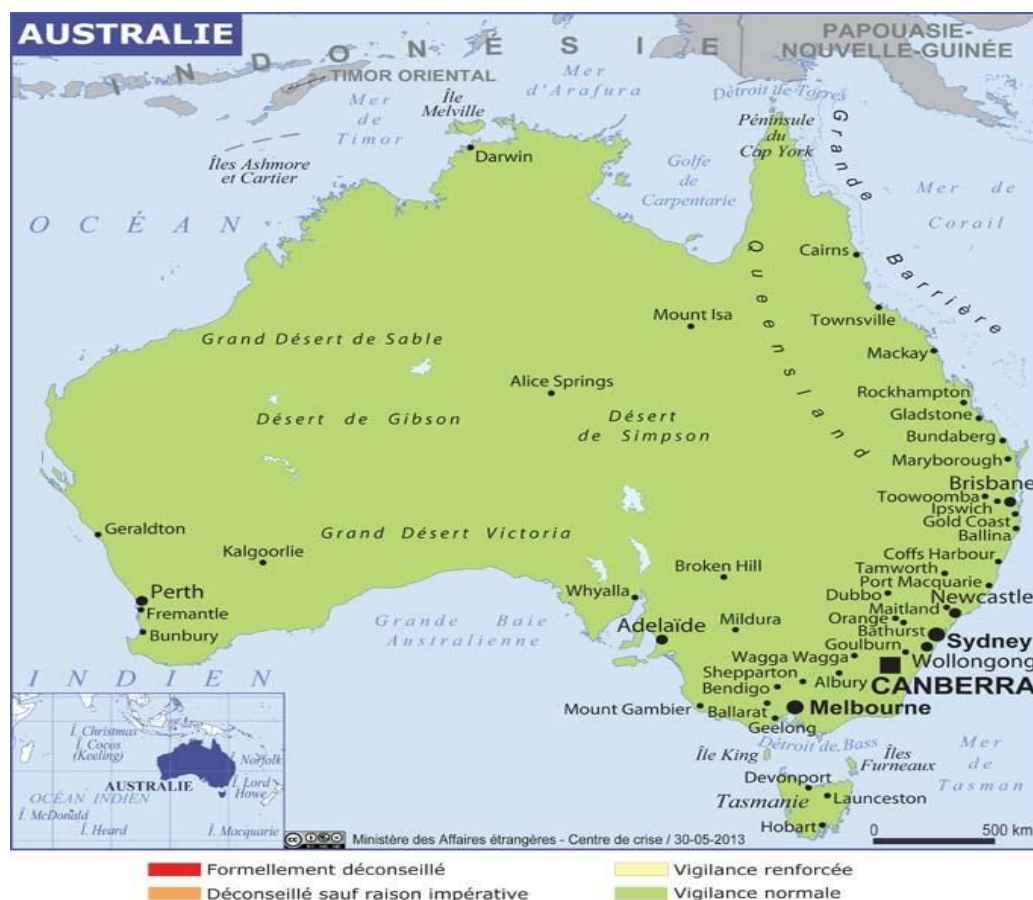 AUSTRALIE
INDONÉSIE
PAPOUASIE-
NOUVELLE-GUINÉE
TIMOR ORIENTAL
Mer
d'Arafura
Détroit de Torres
Mer
de
Timor
Île
Melville
Péninsule
du
Cap York
Grande Barrière
Darwin
Îles Ashmore
et Cartier
Golfe
de
Carpentarie
Mer de
Corail
OCÉAN
Queensland
Cairns
Mount Isa
Townsville
Grand Désert de Sable
Mackay
Alice Springs
Rockhampton
Désert de Gibson
Désert
de Simpson
Gladstone
Bundaberg
Maryborough
Brisbane
Toowoomba
Ipswich
Gold Coast
Ballina
Geraldton
Grand Désert Victoria
Kalgoorlie
Coffs Harbour
Broken Hill
Tamworth
Port Macquarie
Perth
Whyalla
Dubbo
Newcastle
Fremantle
Maitland
Grande Baie
Australienne
Adelaïde
Mildura
Orange
Bunbury
Bathurst
Sydney
Goulburn
Wagga Wagga
Wollongong
INDIEN
Shepparton
Albury
CANBERRA
Bendigo
Mount Gambier
Ballarat
Melbourne
Geelong
Île King
Détroit de Bass
Îles
Furneaux
Mer
de
Tasman
Devonport
Tasmanie
Launceston
Hobart
0
500 km
Î. Christmas
Î. Cocos
(Keeling)
Î. Norfolk
AUSTRALIE
Î. Lord
Howe
OCÉAN INDIEN
Î. McDonald
Î. Heard
Î. Macquarie
cc
Ministère des Affaires étrangères - Centre de crise / 30-05-2013
Formellement déconseillé
Vigilance renforcée
Déconseillé sauf raison impérative
Vigilance normale